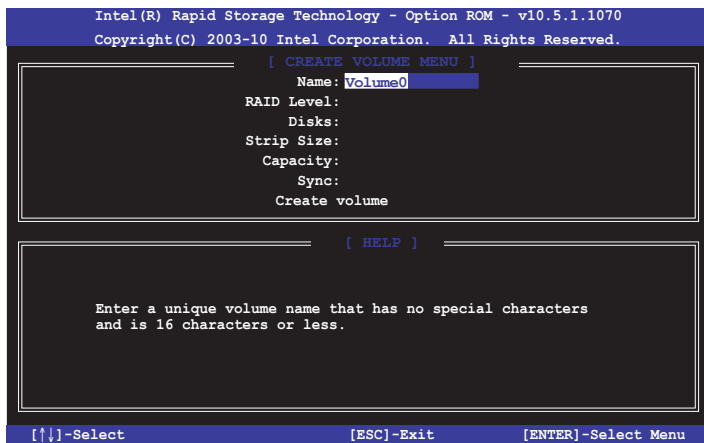 Intel(R) Rapid Storage Technology - Option ROM - v10.5.1.1070
Copyright(C) 2003-10 Intel Corporation. All Rights Reserved.
[ CREATE VOLUME MENU ]
Name: Volume0
RAID Level:
Disks:
Strip Size:
Capacity:
Sync:
Create volume
[ HELP ]
Enter a unique volume name that has no special characters
and is 16 characters or less.
[↑↓]-Select [ESC]-Exit [ENTER]-Select Menu